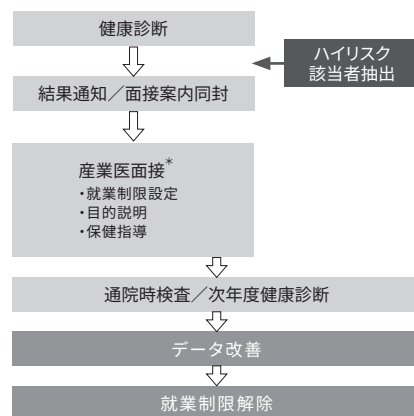 健康診断
ハイリスク
該当者抽出
結果通知／面接案内同封
産業医面接*
・就業制限設定
・目的説明
・保健指導
通院時検査／次年度健康診断
データ改善
就業制限解除